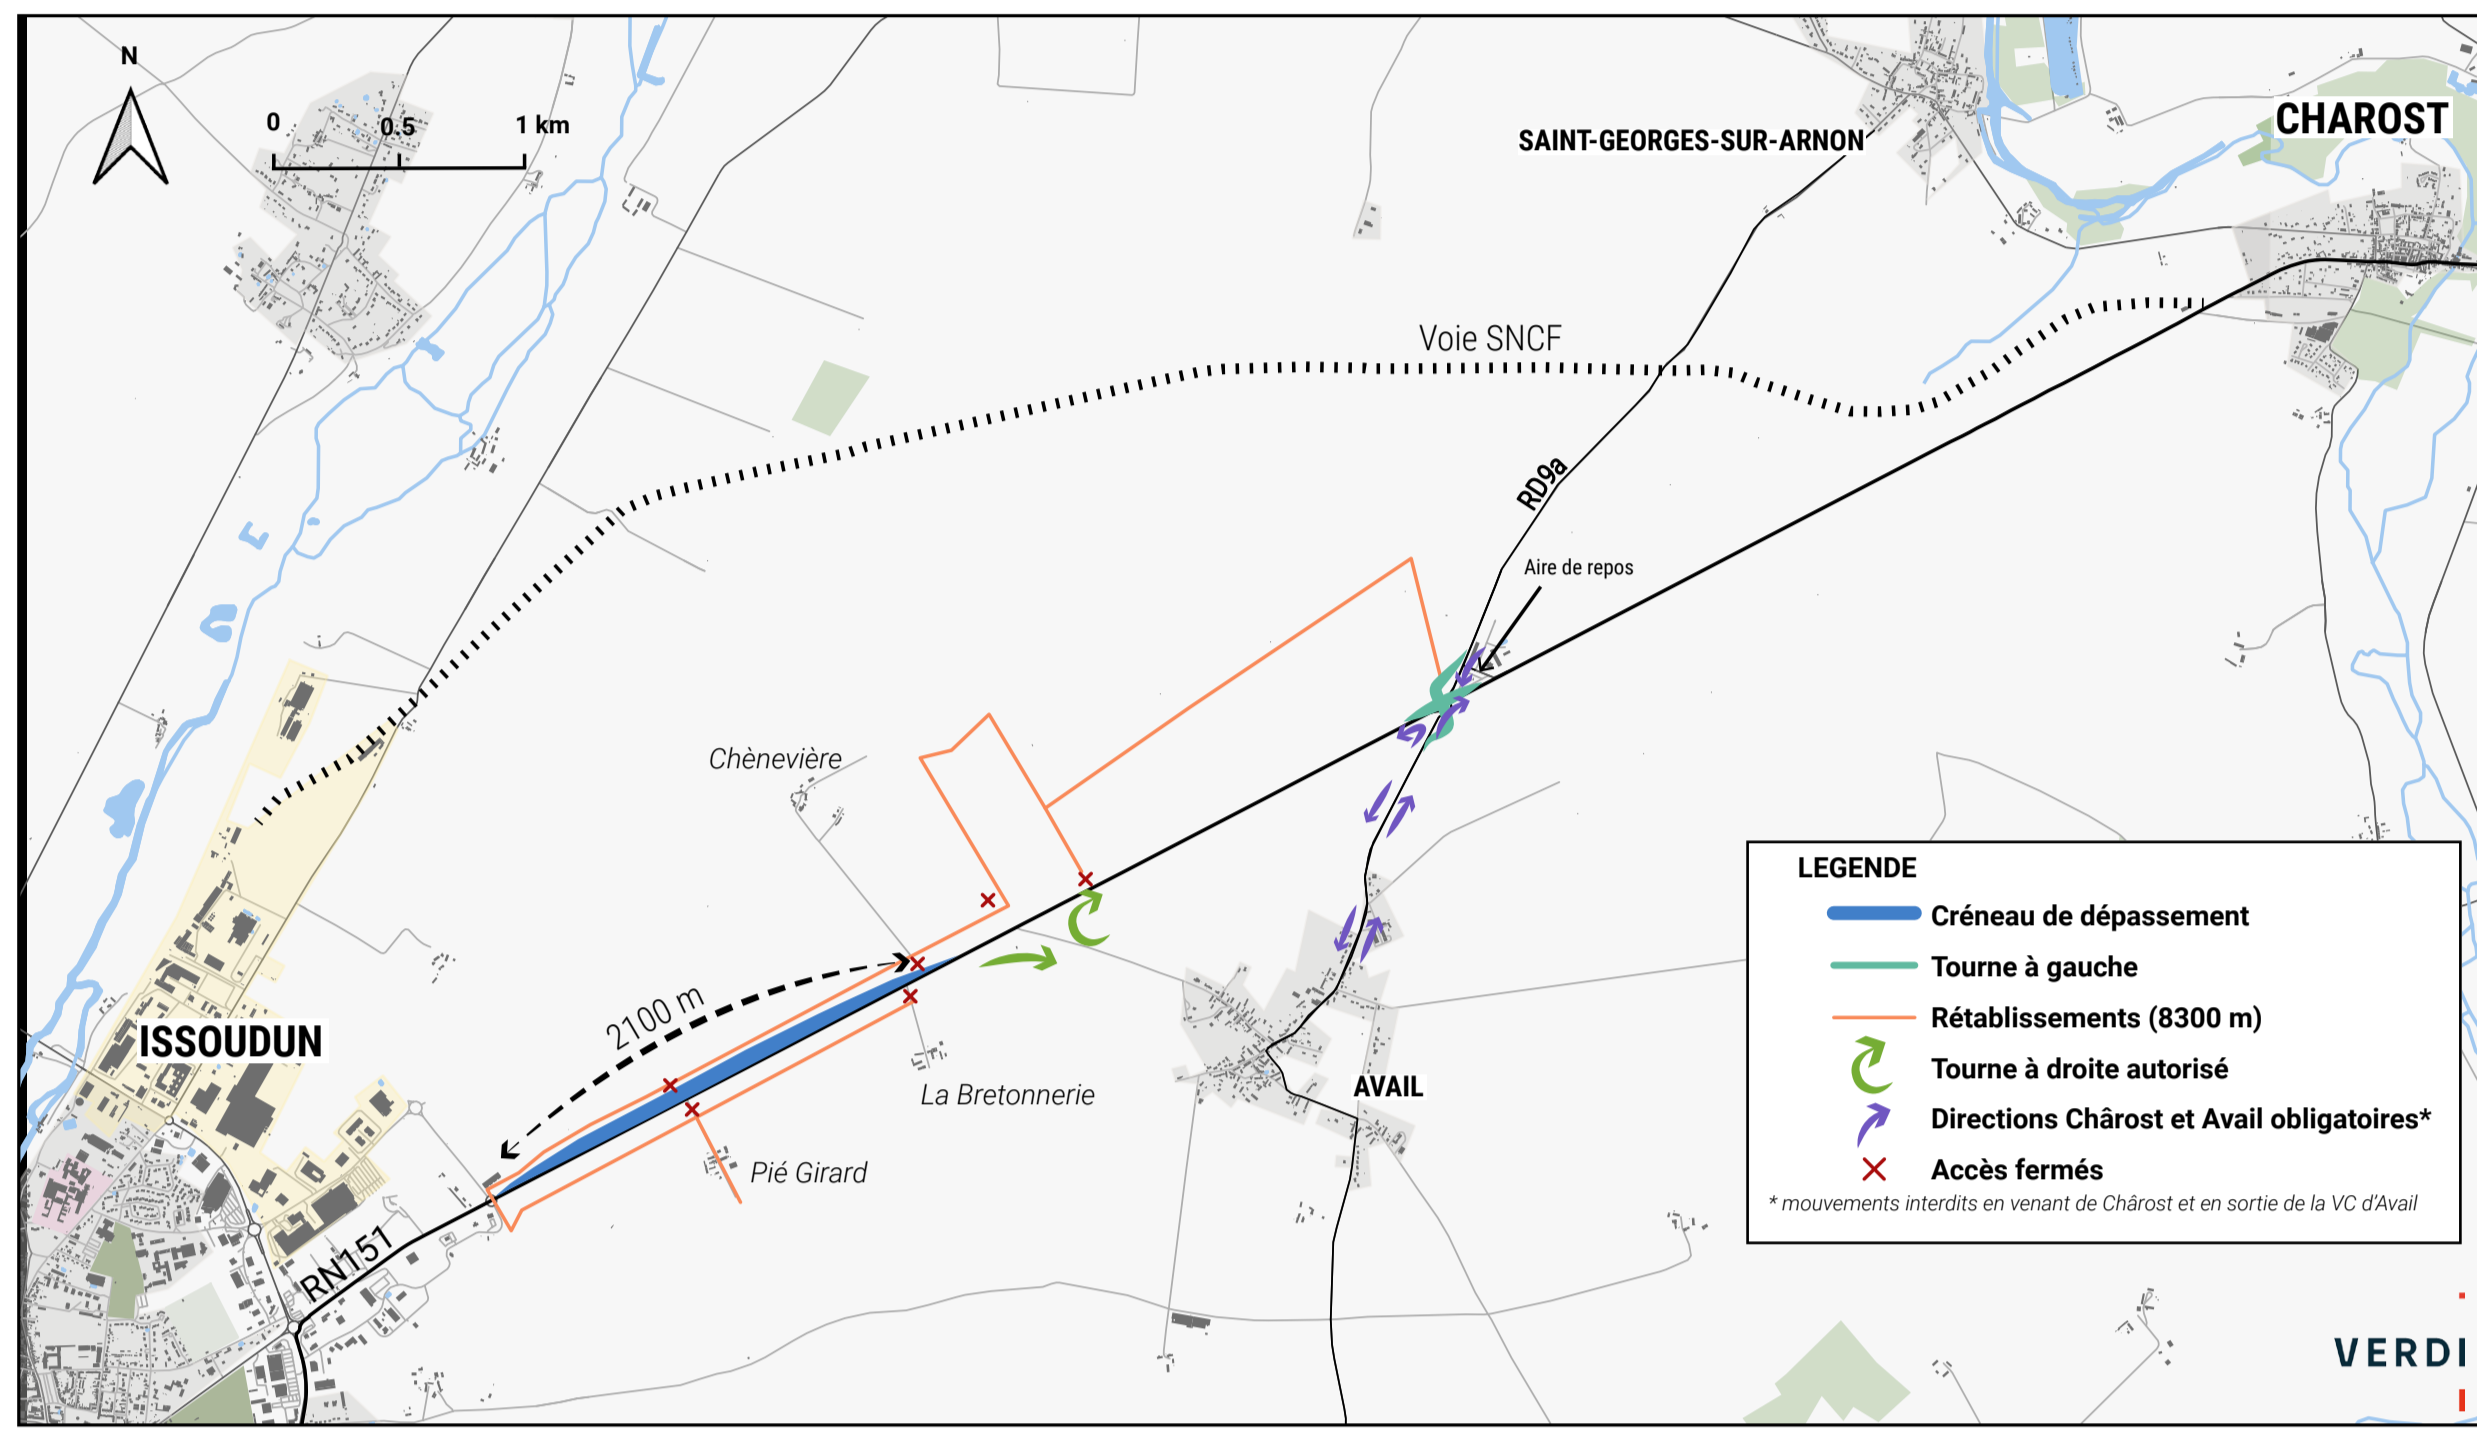 N
0
0.5
1 km
SAINT-GEORGES-SUR-ARNON
CHAROST
Voie SNCF
RD9a
Aire de repos
Chènevière
2100 m
ISSOUDUN
La Bretonnerie
AVAIL
Pié Girard
RN151
LEGENDE
Créneau de dépassement
Tourne à gauche
Rétablissements (8300 m)
Tourne à droite autorisé
Directions Chârost et Avail obligatoires*
Accès fermés
* mouvements interdits en venant de Chârost et en sortie de la VC d'Avail
VERDI